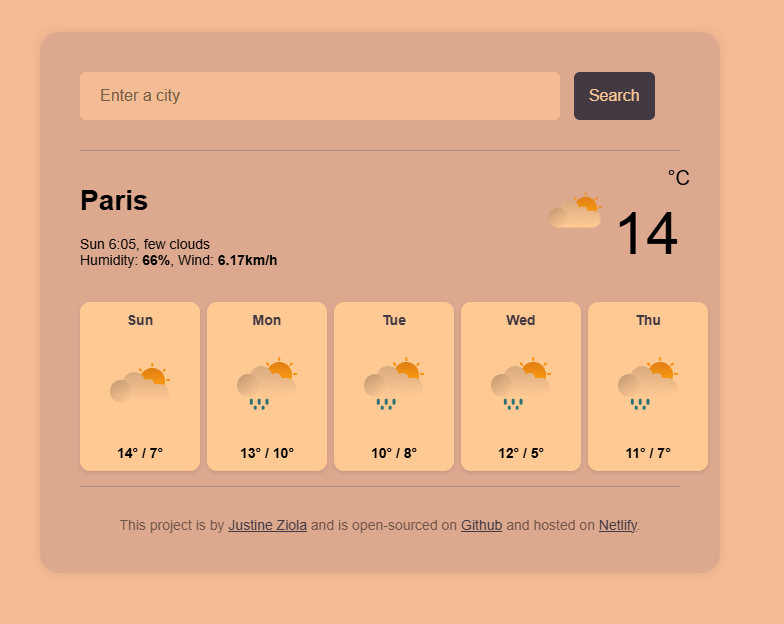 Enter a city
Search
°C
Paris
14
Sun 6:05, few clouds
Humidity: 66%, Wind: 6.17km/h
Sun
Mon
Tue
Wed
Thu
14° / 7°
13° / 10°
10° / 8°
12° / 5°
11° / 7°
This project is by Justine Ziola and is open-sourced on Github and hosted on Netlify.